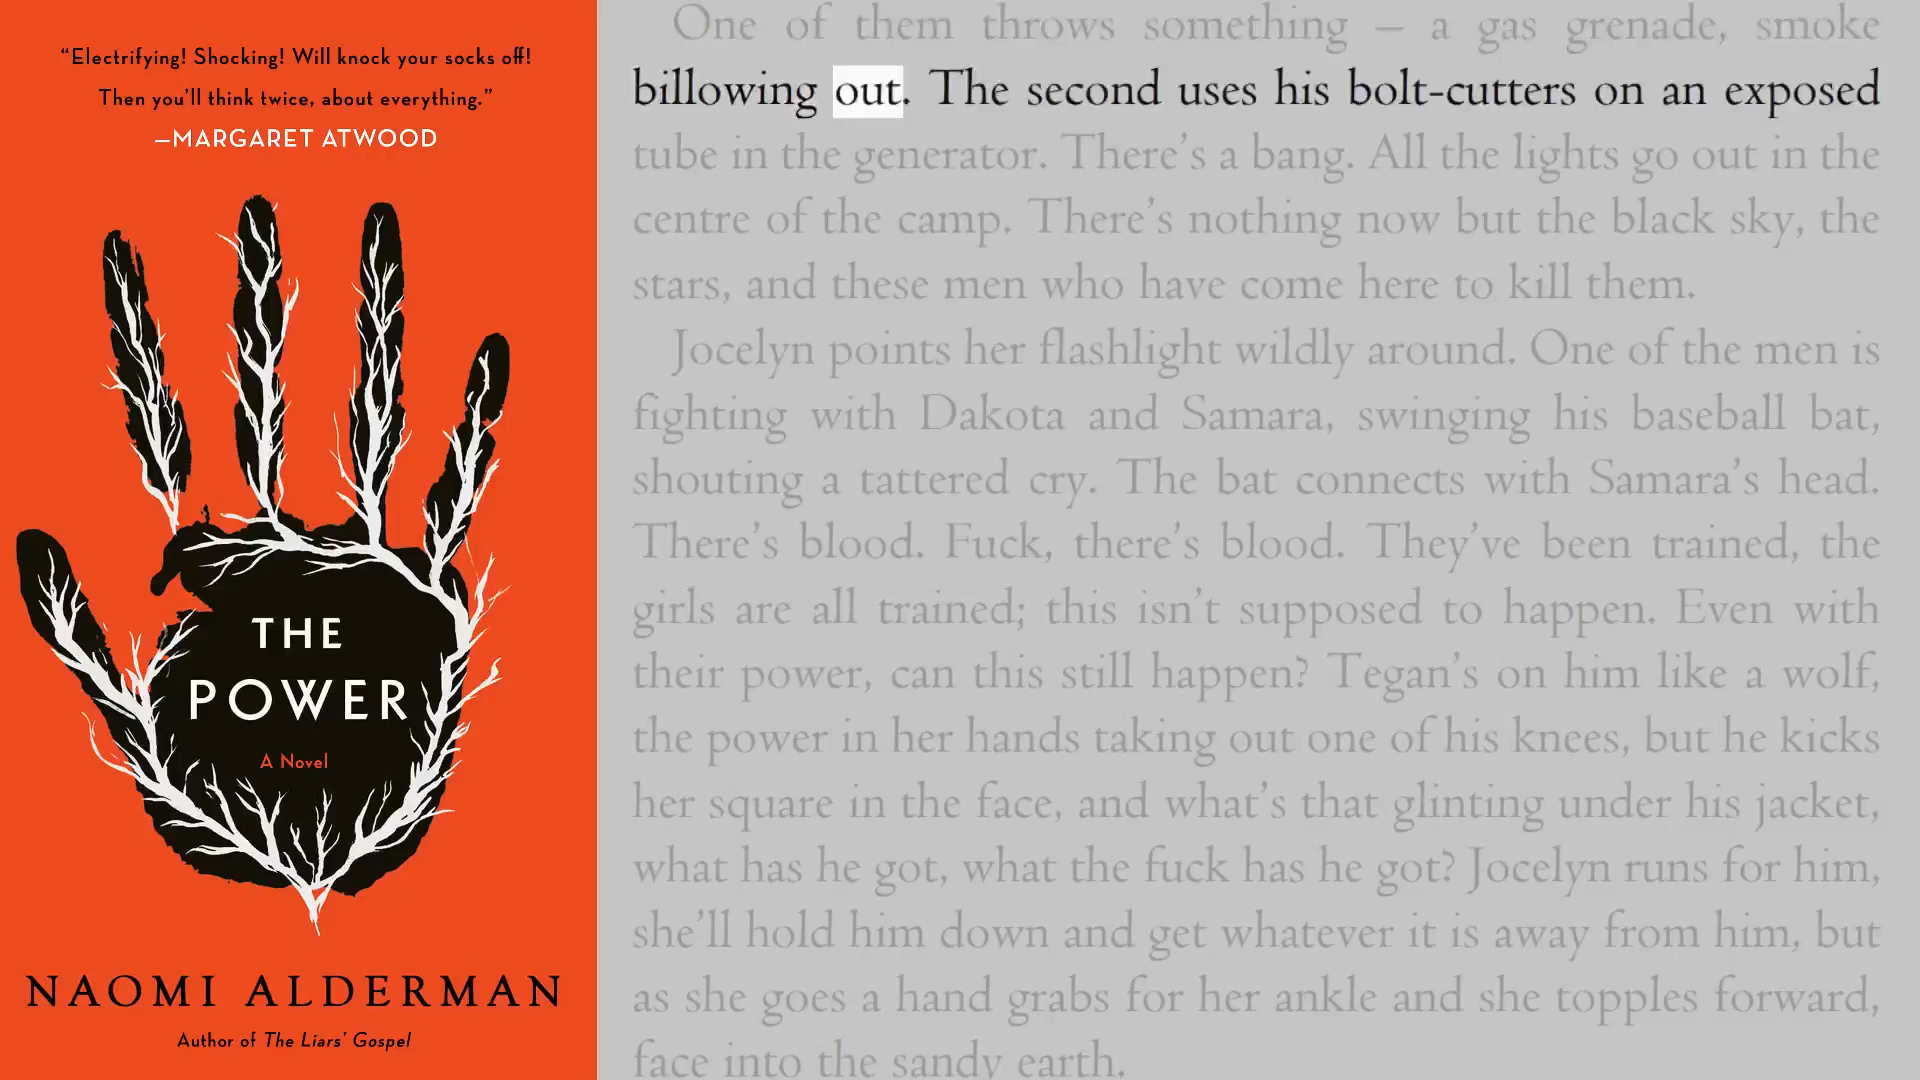 “Electrifying! Shocking! Will knock your socks off!
Then you’ll think twice, about everything.”
—MARGARET ATWOOD
THE
POWER
A Novel
NAOMI ALDERMAN
Author of The Liars’ Gospel
One of them throws something – a gas grenade, smoke
billowing out. The second uses his bolt-cutters on an exposed
tube in the generator. There’s a bang. All the lights go out in the
centre of the camp. There’s nothing now but the black sky, the
stars, and these men who have come here to kill them.
Jocelyn points her flashlight wildly around. One of the men is
fighting with Dakota and Samara, swinging his baseball bat,
shouting a tattered cry. The bat connects with Samara’s head.
There’s blood. Fuck, there’s blood. They’ve been trained, the
girls are all trained; this isn’t supposed to happen. Even with
their power, can this still happen? Tegan’s on him like a wolf,
the power in her hands taking out one of his knees, but he kicks
her square in the face, and what’s that glinting under his jacket,
what has he got, what the fuck has he got? Jocelyn runs for him,
she’ll hold him down and get whatever it is away from him, but
as she goes a hand grabs for her ankle and she topples forward,
face into the sandy earth.